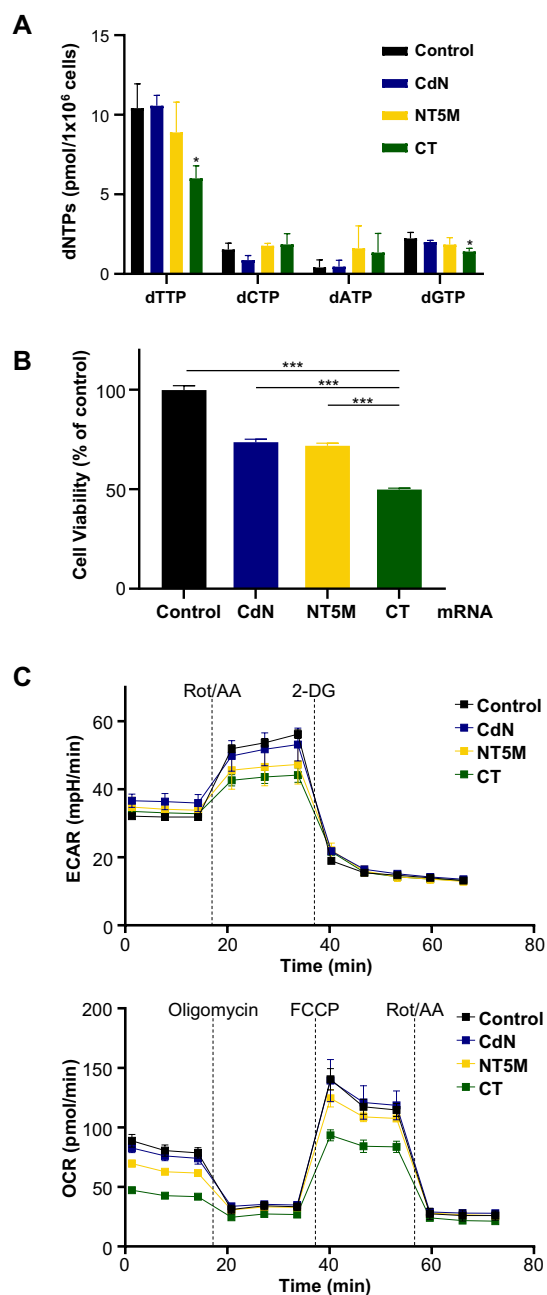 A
dNTPs (pmol/1x10⁶ cells)
15
10
5
0
Control
CdN
NT5M
CT
*
*
dTTP dCTP dATP dGTP
B
Cell Viability (% of control)
100
50
0
***
***
***
Control CdN NT5M CT mRNA
C
Rot/AA 2-DG
ECAR (mpH/min)
60
40
20
0
Control
CdN
NT5M
CT
0 20 40 60 80
Time (min)
Oligomycin FCCP Rot/AA
OCR (pmol/min)
200
150
100
50
0
Control
CdN
NT5M
CT
0 20 40 60 80
Time (min)